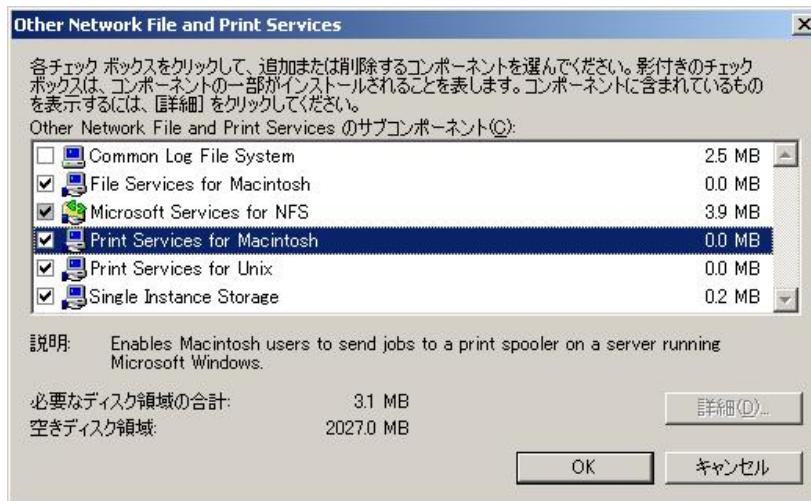 Other Network File and Print Services
各チェック ボックスをクリックして、追加または削除するコンポーネントを選んでください。影付きのチェック
ボックスは、コンポーネントの一部がインストールされることを表します。コンポーネントに含まれているもの
を表示するには、[詳細] をクリックしてください。
Other Network File and Print Services のサブコンポーネント(C):
Common Log File System 2.5 MB
File Services for Macintosh 0.0 MB
Microsoft Services for NFS 3.9 MB
Print Services for Macintosh 0.0 MB
Print Services for Unix 0.0 MB
Single Instance Storage 0.2 MB
説明: Enables Macintosh users to send jobs to a print spooler on a server running
Microsoft Windows.
必要なディスク領域の合計: 3.1 MB
詳細(D)...
空きディスク領域: 2027.0 MB
OK キャンセル